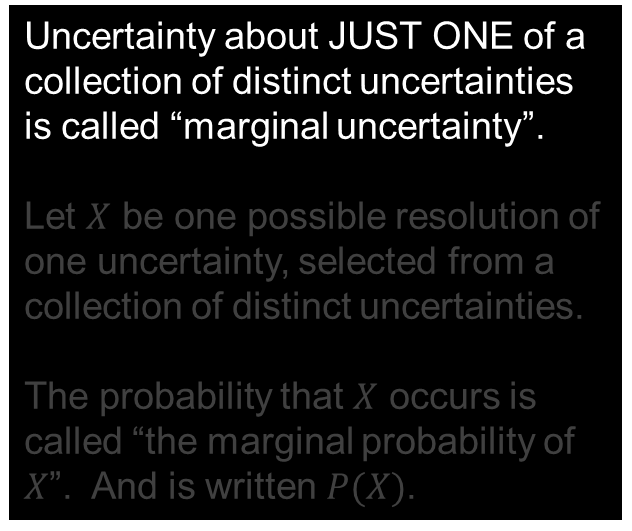 Uncertainty about JUST ONE of a
collection of distinct uncertainties
is called “marginal uncertainty”.
Let X be one possible resolution of
one uncertainty, selected from a
collection of distinct uncertainties.
The probability that X occurs is
called “the marginal probability of
X”.  And is written P(X).